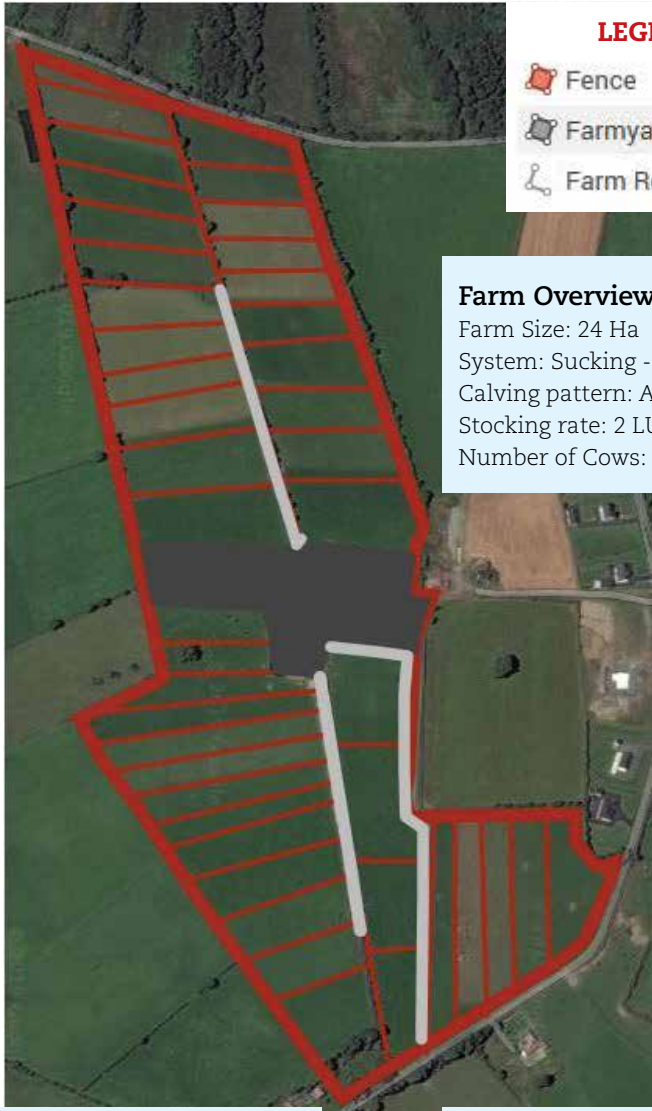 LEGE
Fence
Farmya
Farm R
Farm Overview
Farm Size: 24 Ha
System: Sucking -
Calving pattern: A
Stocking rate: 2 LU
Number of Cows: